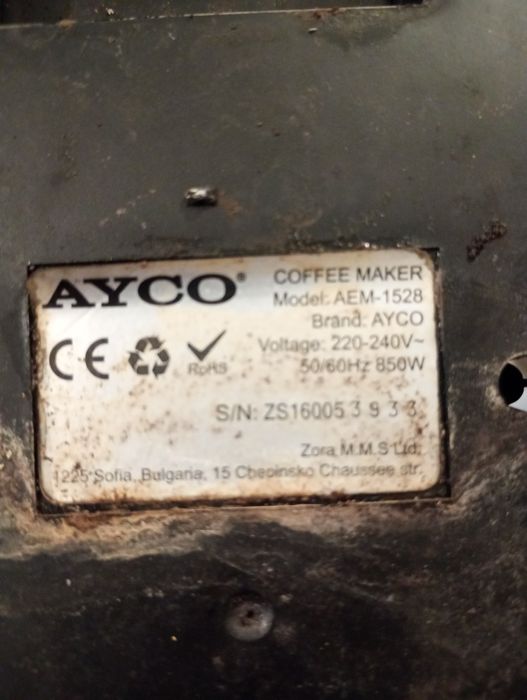 AYCO®
COFFEE MAKER
Model: AEM-1528
Brand: AYCO
Voltage: 220-240V~
50/60Hz 850W
CE
RoHS
S/N: ZS16005 3 9 3 3
Zora M.M.S Ltd.
1225 Sofia, Bulgaria, 15 Cbepinsko Chaussee str.